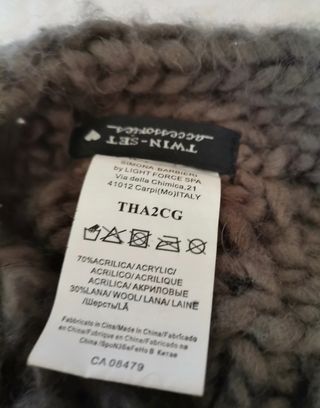 TWIN-SET
accessories
SIMONA BARBIERI
by LIGHT FORCE SPA
Via della Chimica,21
41012 Carpi(Mo)ITALY
THA2CG
70%ACRILICA/ ACRYLIC/
ACRILICO/ ACRILIQUE
ACRILICA/ АКРИЛОВЫЕ
30%LANA/ WOOL/ LANA/ LAINE
/Шерсть/LÃ
Fabbricato in Cina/Made in China/Fabricado
en China/Fabriqué en Chine/Fabricado na
China
CA 08479